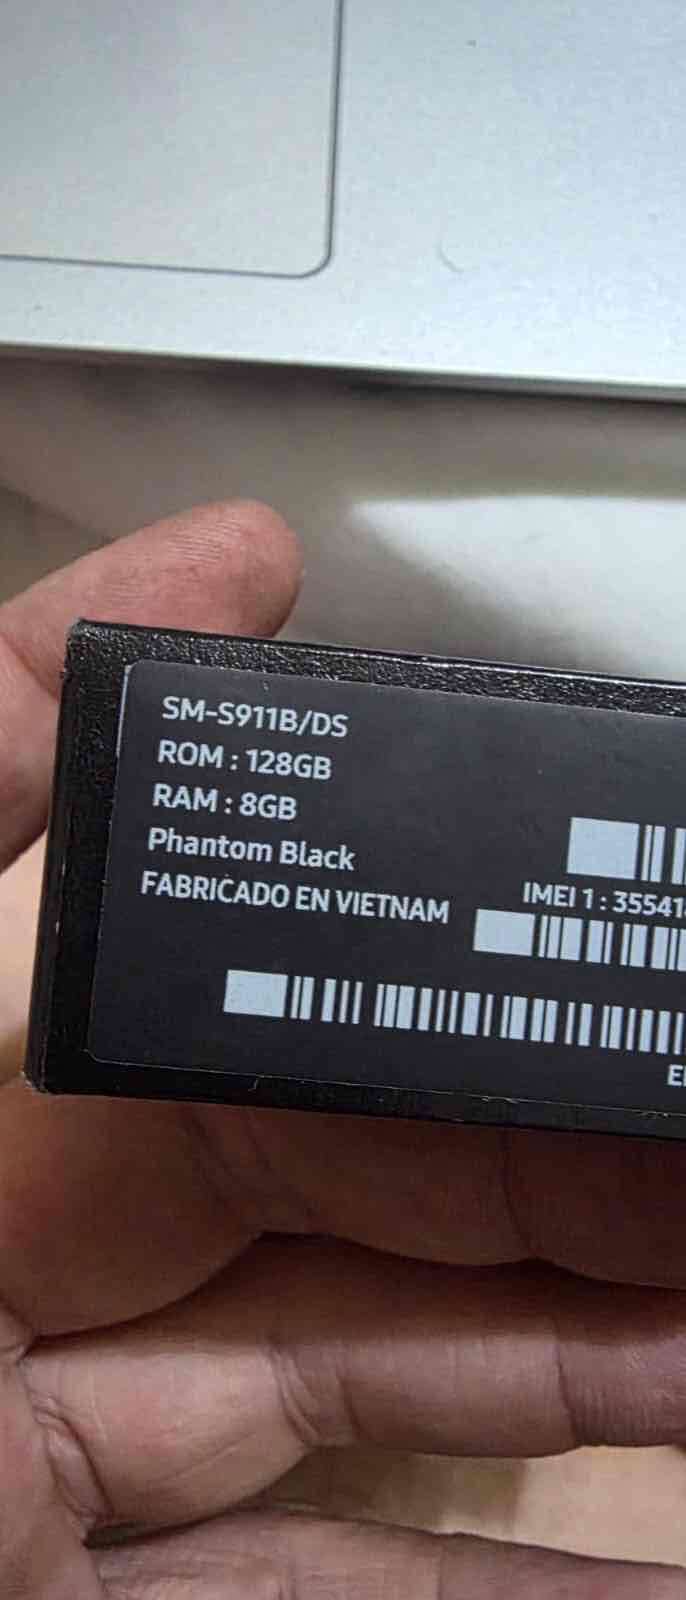 SM-S911B/DS
ROM : 128GB
RAM : 8GB
Phantom Black
FABRICADO EN VIETNAM
IMEI 1 : 35541